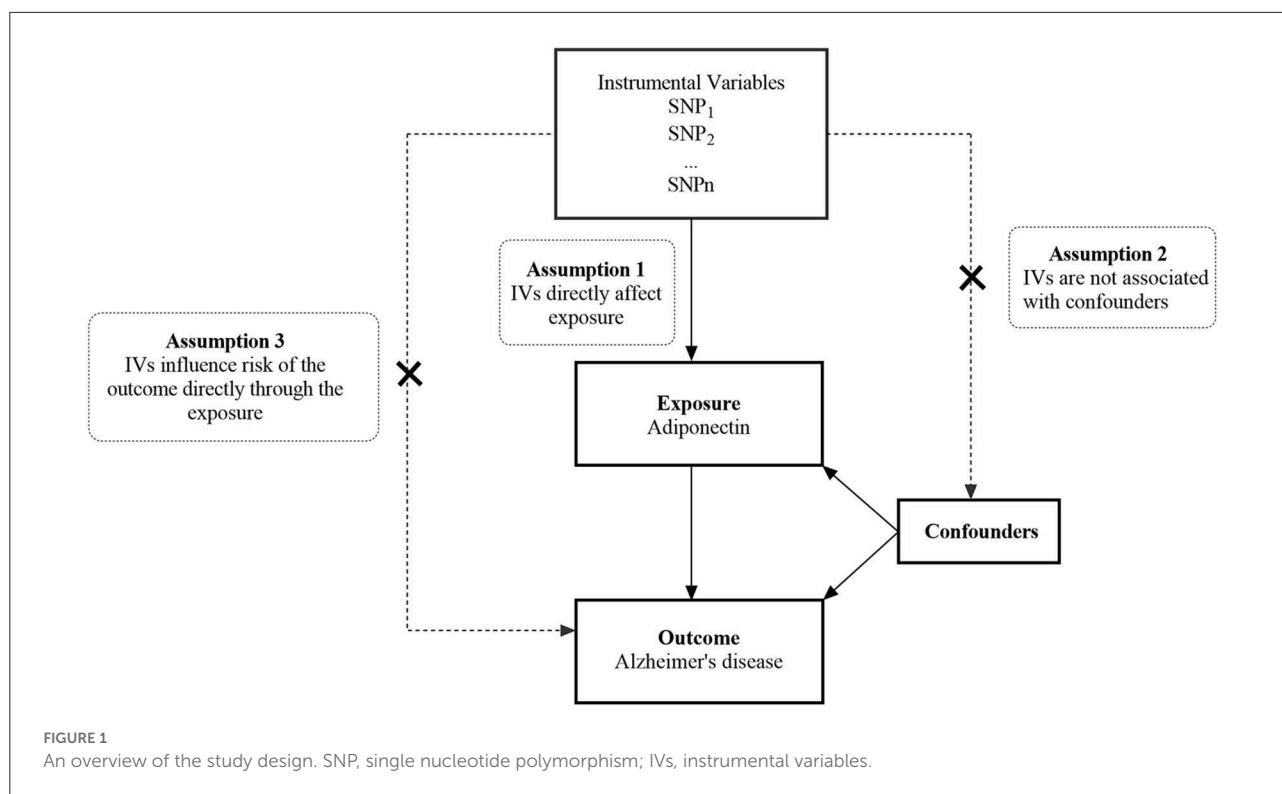 Instrumental Variables
SNP₁
SNP₂
...
SNPn
Assumption 1
IVs directly affect
exposure
Assumption 2
IVs are not associated
with confounders
Assumption 3
IVs influence risk of the
outcome directly through the
exposure
Exposure
Adiponectin
Confounders
Outcome
Alzheimer's disease
FIGURE 1
An overview of the study design. SNP, single nucleotide polymorphism; IVs, instrumental variables.